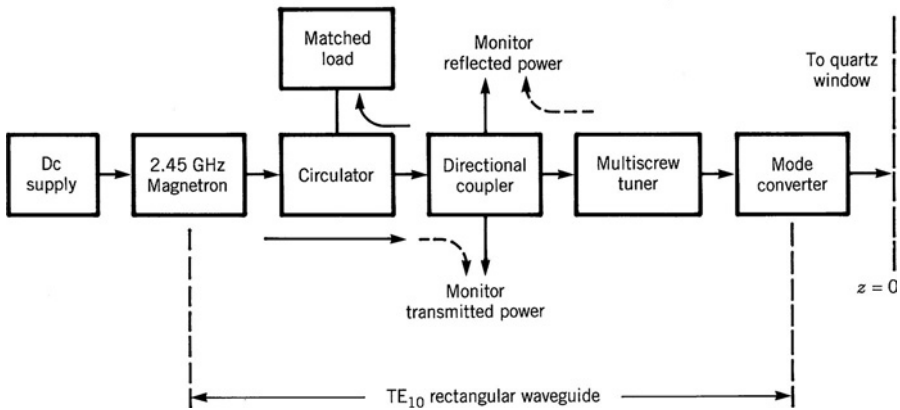 Matched
load
Monitor
reflected power
To quartz
window
Dc
supply
2.45 GHz
Magnetron
Circulator
Directional
coupler
Multiscrew
tuner
Mode
converter
Monitor
transmitted power
z = 0
TE₁₀ rectangular waveguide